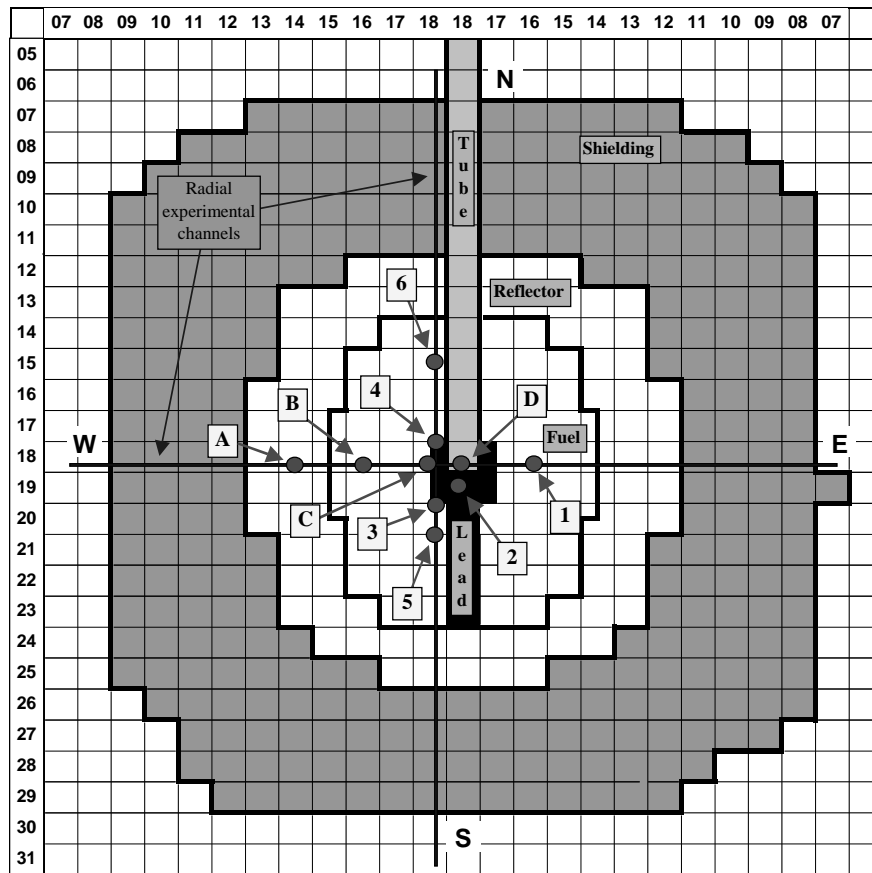 07 08 09 10 11 12 13 14 15 16 17 18 18 17 16 15 14 13 12 11 10 09 08 07
05
06
N
07
08
Tube
Shielding
09
Radial
experimental
channels
10
11
12
6
13
Reflector
14
15
16
4
B
D
17
A
W
Fuel
E
18
19
C
3
1
20
2
21
Lead
22
5
23
24
25
26
27
28
29
30
S
31